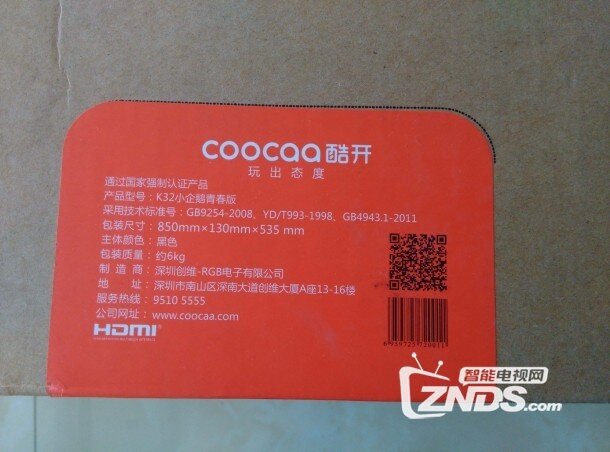 coocaa 酷开
玩出态度
通过国家强制认证产品
产品型号：K32小企鹅青春版
采用技术标准号：GB9254-2008、YD/T993-1998、GB4943.1-2011
包装尺寸：850mm×130mm×535 mm
主体颜色：黑色
包装质量：约6kg
制 造 商：深圳创维-RGB电子有限公司
地 址：深圳市南山区深南大道创维大厦A座13-16楼
服务热线：9510 5555
公司网址：www.coocaa.com
HDMI
6 959725 720011
智能电视网
ZNDS.com